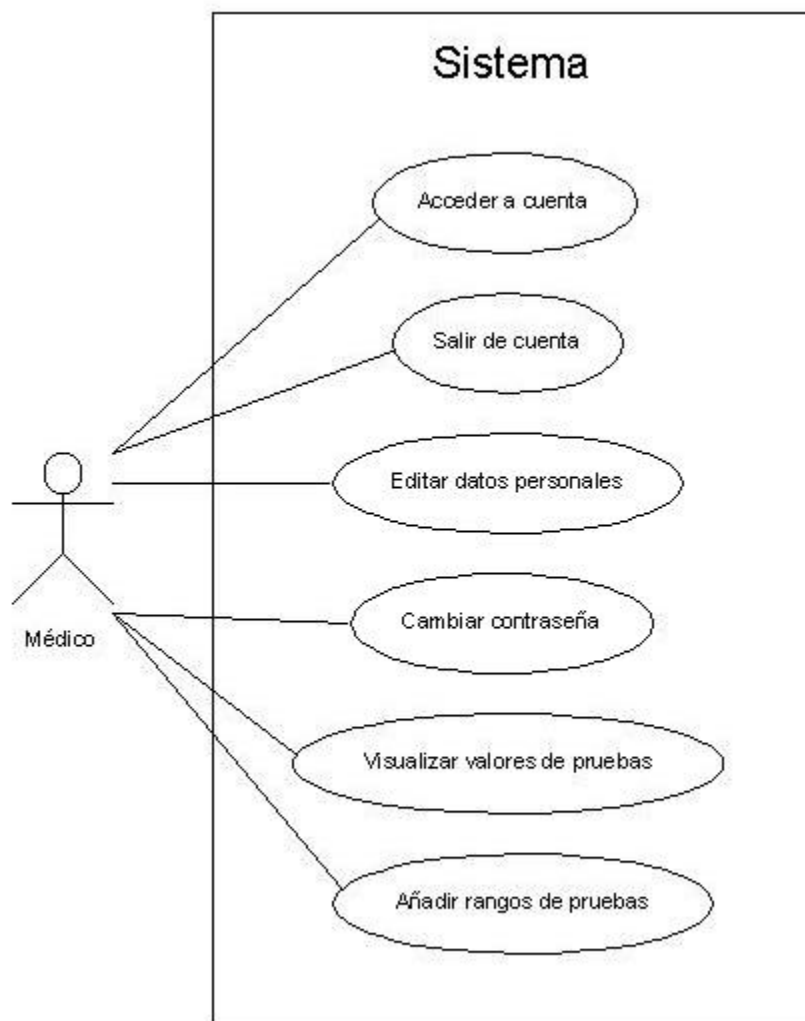 Sistema
Acceder a cuenta
Salir de cuenta
Editar datos personales
Cambiar contraseña
Médico
Visualizar valores de pruebas
Añadir rangos de pruebas